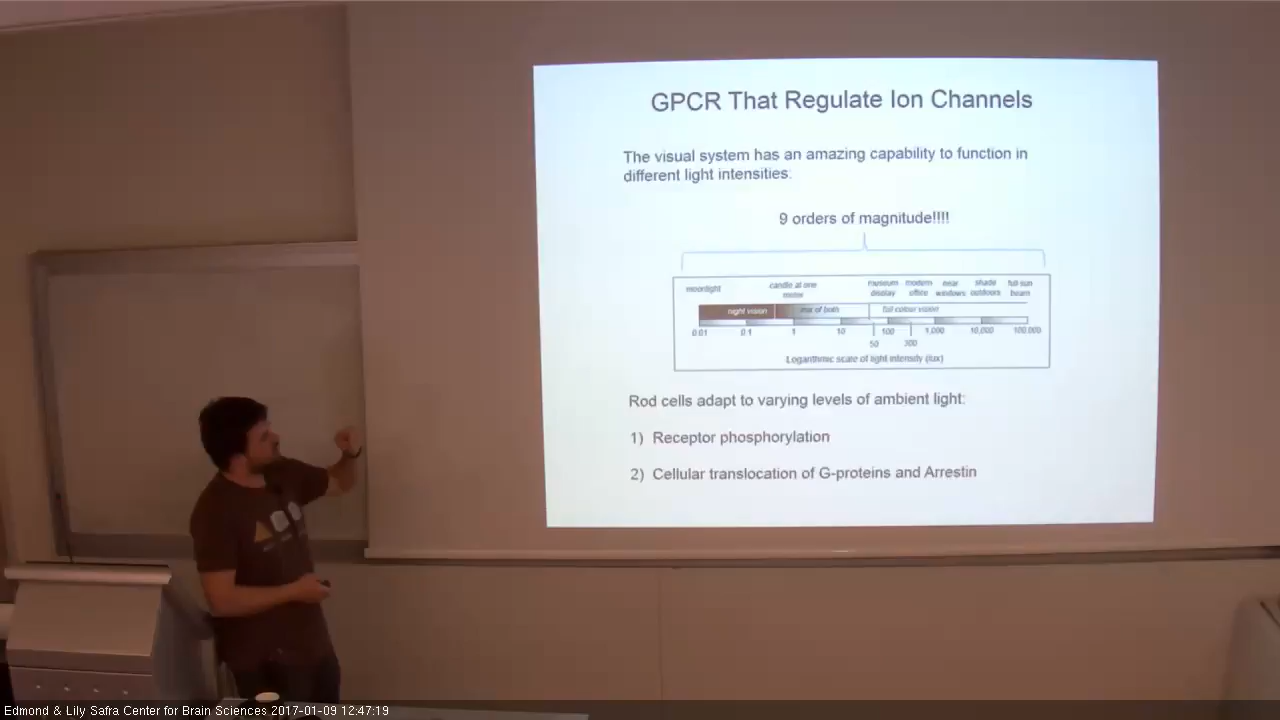 GPCR That Regulate Ion Channels
The visual system has an amazing capability to function in
different light intensities:
9 orders of magnitude!!!!
moonlight candle at one museum modern near shade full sun
meter display office windows outdoors beam
night vision mix of both full colour vision
0.01 0.1 1 10 100 1,000 10,000 100,000
50 300
Logarithmic scale of light intensity (lux)
Rod cells adapt to varying levels of ambient light:
1) Receptor phosphorylation
2) Cellular translocation of G-proteins and Arrestin
Edmond & Lily Safra Center for Brain Sciences 2017-01-09 12:47:19